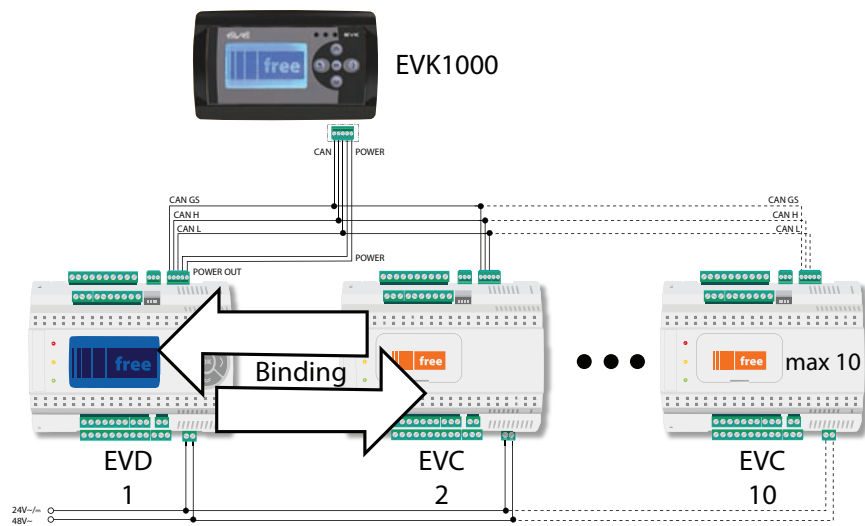 EVK
free
EVK1000
CAN
POWER
CAN GS
CAN GS
CAN H
CAN H
CAN L
CAN L
POWER
POWER OUT
free
Binding
free
free
max 10
EVD
1
EVC
2
EVC
10
24V~/⎓
48V~